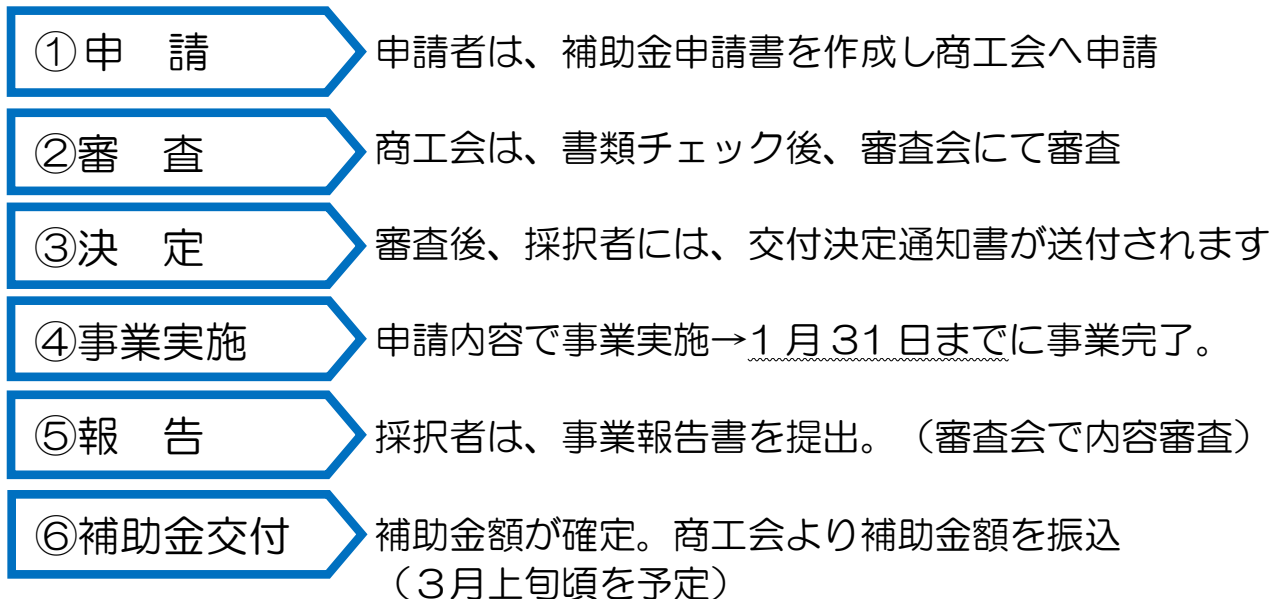 ①申　請
申請者は、補助金申請書を作成し商工会へ申請
②審　査
商工会は、書類チェック後、審査会にて審査
③決　定
審査後、採択者には、交付決定通知書が送付されます
④事業実施
申請内容で事業実施→1月31日までに事業完了。
⑤報　告
採択者は、事業報告書を提出。（審査会で内容審査）
⑥補助金交付
補助金額が確定。商工会より補助金額を振込
（３月上旬頃を予定）